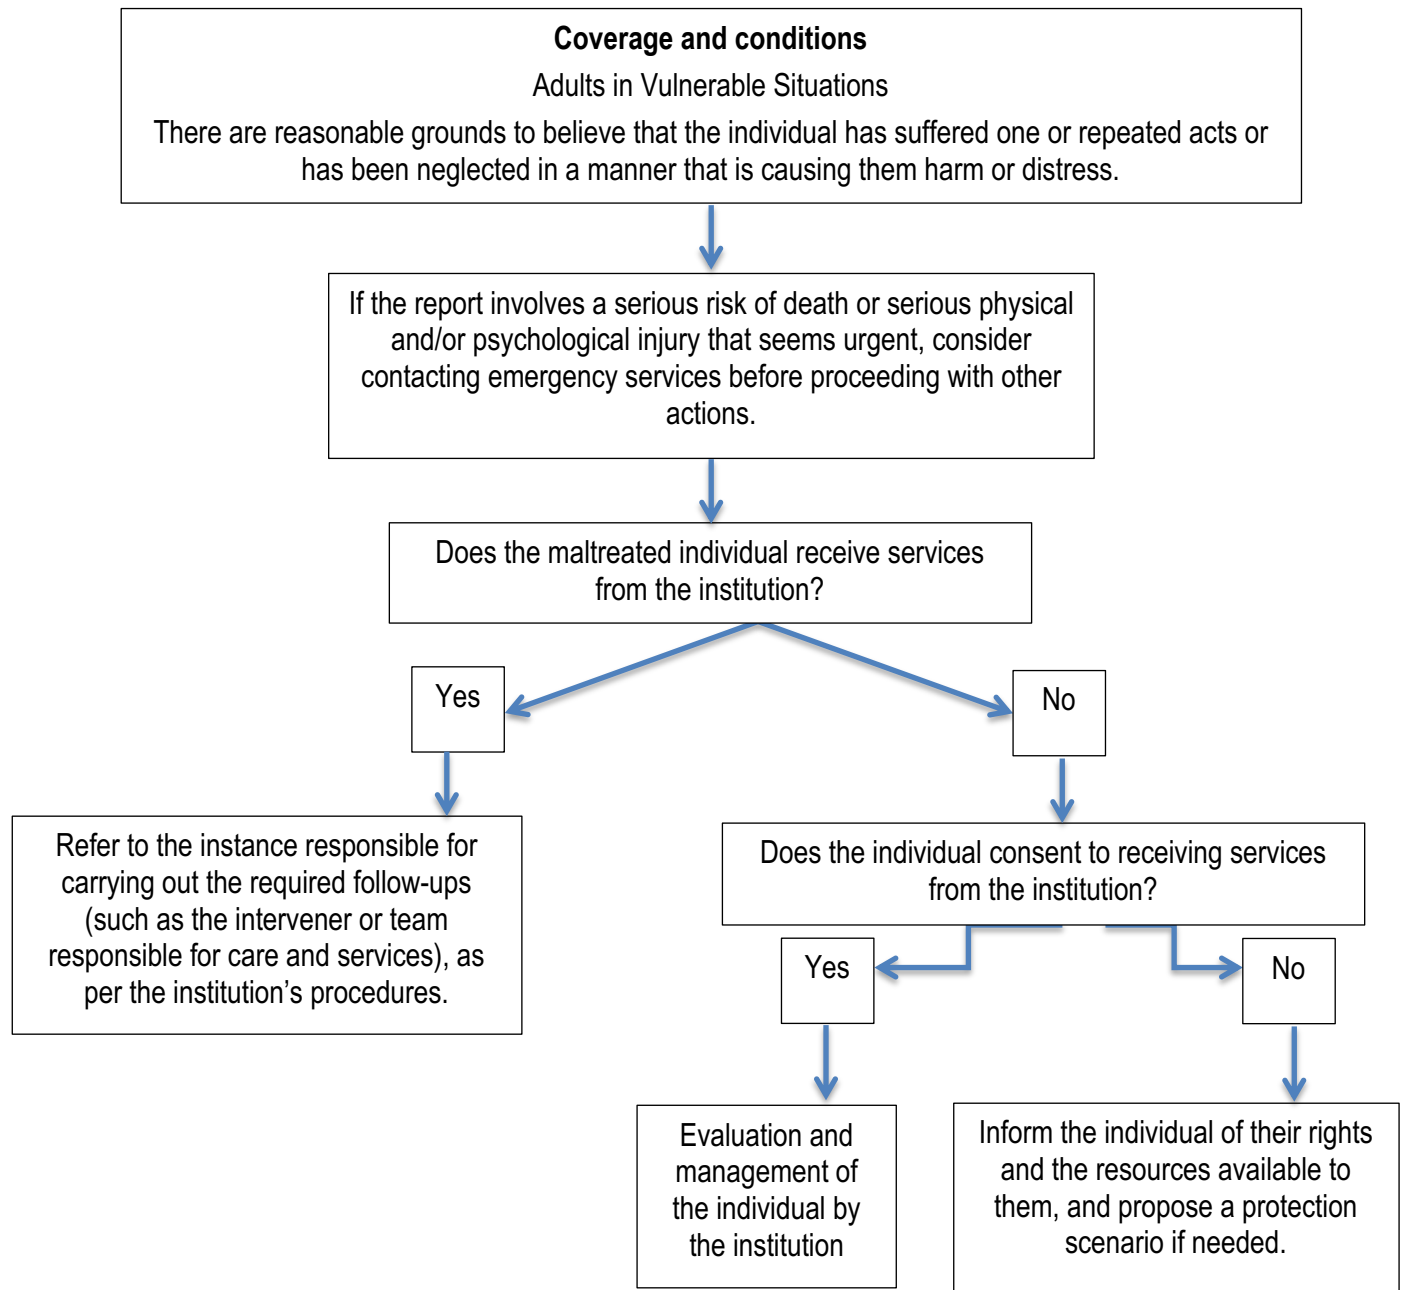 Coverage and conditions
Adults in Vulnerable Situations
There are reasonable grounds to believe that the individual has suffered one or repeated acts or
has been neglected in a manner that is causing them harm or distress.
If the report involves a serious risk of death or serious physical
and/or psychological injury that seems urgent, consider
contacting emergency services before proceeding with other
actions.
Does the maltreated individual receive services
from the institution?
Yes
No
Refer to the instance responsible for
carrying out the required follow-ups
(such as the intervener or team
responsible for care and services), as
per the institution’s procedures.
Does the individual consent to receiving services
from the institution?
Yes
No
Evaluation and
management of
the individual by
the institution
Inform the individual of their rights
and the resources available to
them, and propose a protection
scenario if needed.